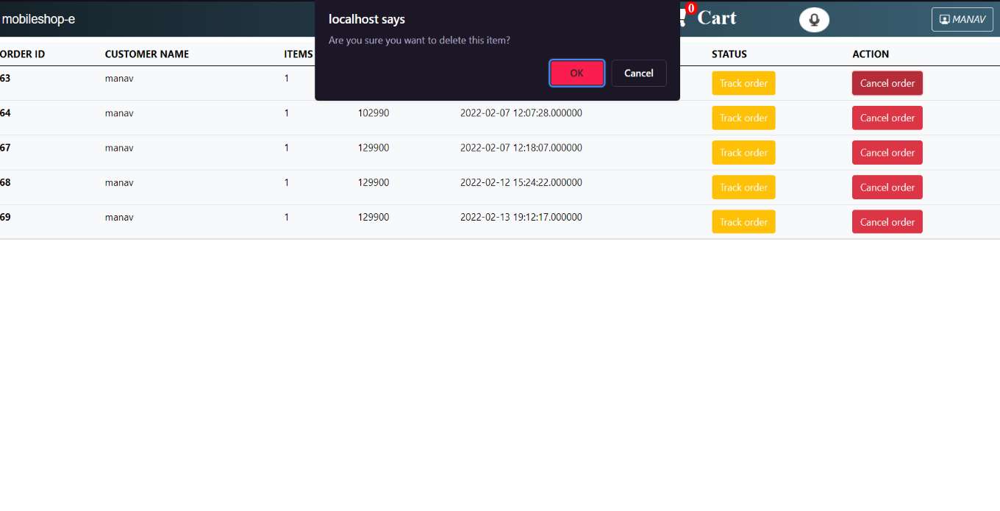 mobileshop-e
localhost says
Are you sure you want to delete this item?
OK Cancel
0 Cart
MANAV
ORDER ID CUSTOMER NAME ITEMS STATUS ACTION
63 manav 1 Track order Cancel order
64 manav 1 102990 2022-02-07 12:07:28.000000 Track order Cancel order
67 manav 1 129900 2022-02-07 12:18:07.000000 Track order Cancel order
68 manav 1 129900 2022-02-12 15:24:22.000000 Track order Cancel order
69 manav 1 129900 2022-02-13 19:12:17.000000 Track order Cancel order